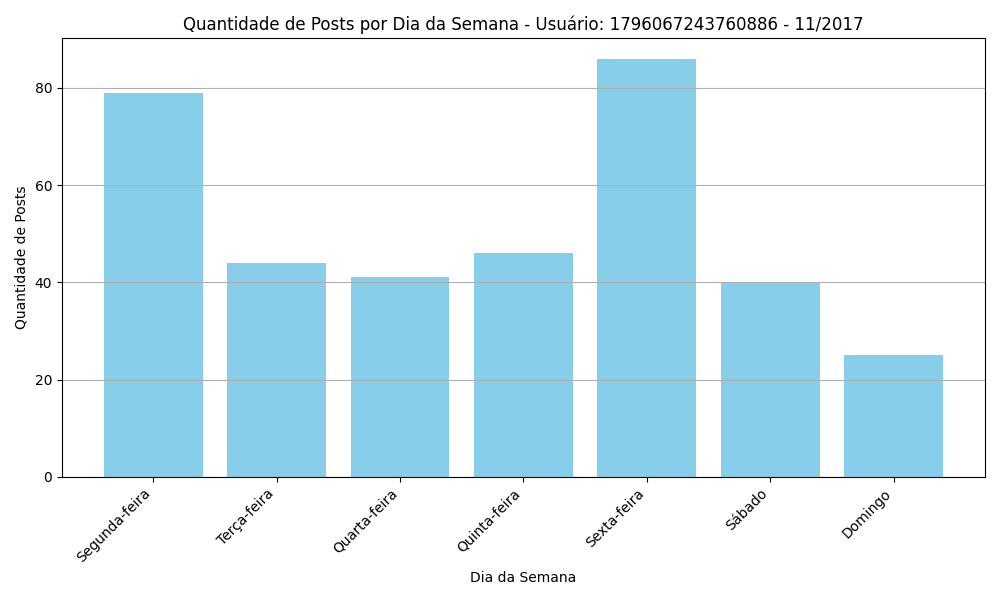 Quantidade de Posts por Dia da Semana - Usuário: 1796067243760886 - 11/2017
Quantidade de Posts
80
60
40
20
0
Segunda-feira
Terça-feira
Quarta-feira
Quinta-feira
Sexta-feira
Sábado
Domingo
Dia da Semana